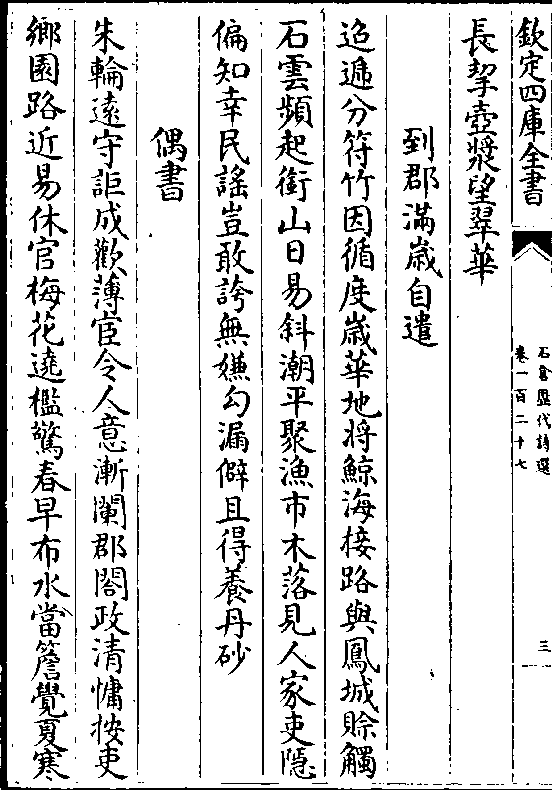 欽定四庫全書
石倉歷代詩選
卷一百二十七
三
長挈壺漿望翠華
到郡滿歲自遣
迢遞分符竹因循度歲華地將鯨海接路與鳳城賒觸
石雲頻起銜山日易斜潮平聚漁市木落見人家吏隱
偏知幸民謠豈敢誇無嫌勾漏僻且得養丹砂
偶書
朱輪遠守詎成歡薄宦令人意漸闌郡閣政清慵按吏
鄉園路近易休官梅花遶檻驚春早布水當簷覺夏寒